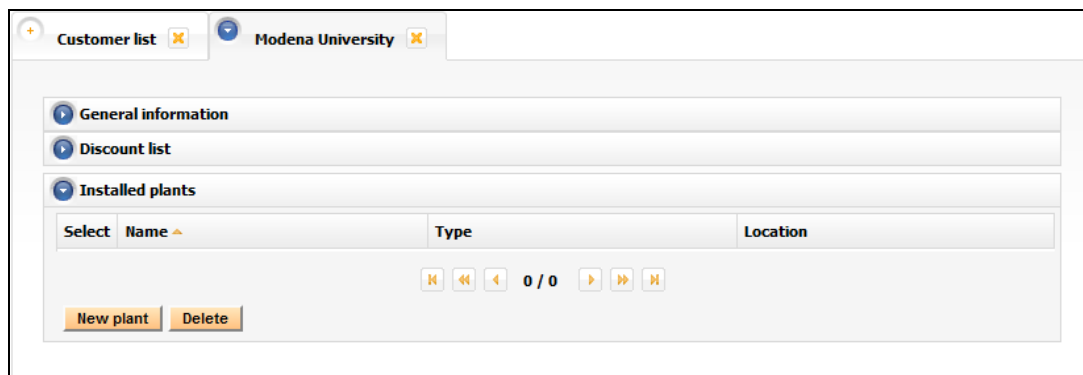 Customer list Modena University
General information
Discount list
Installed plants
Select Name Type Location
0 / 0
New plant Delete